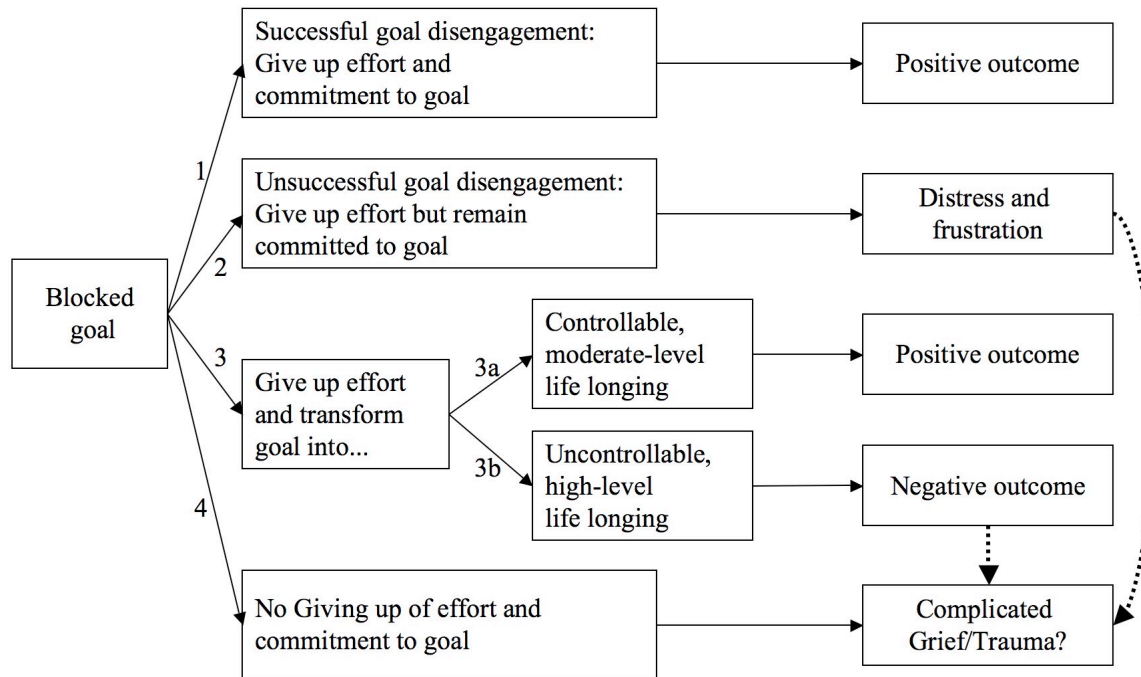 Successful goal disengagement:
Give up effort and
commitment to goal
Positive outcome
1
Unsuccessful goal disengagement:
Give up effort but remain
committed to goal
Distress and
frustration
2
Blocked
goal
3
Give up effort
and transform
goal into...
3a
Controllable,
moderate-level
life longing
Positive outcome
3b
Uncontrollable,
high-level
life longing
Negative outcome
4
No Giving up of effort and
commitment to goal
Complicated
Grief/Trauma?